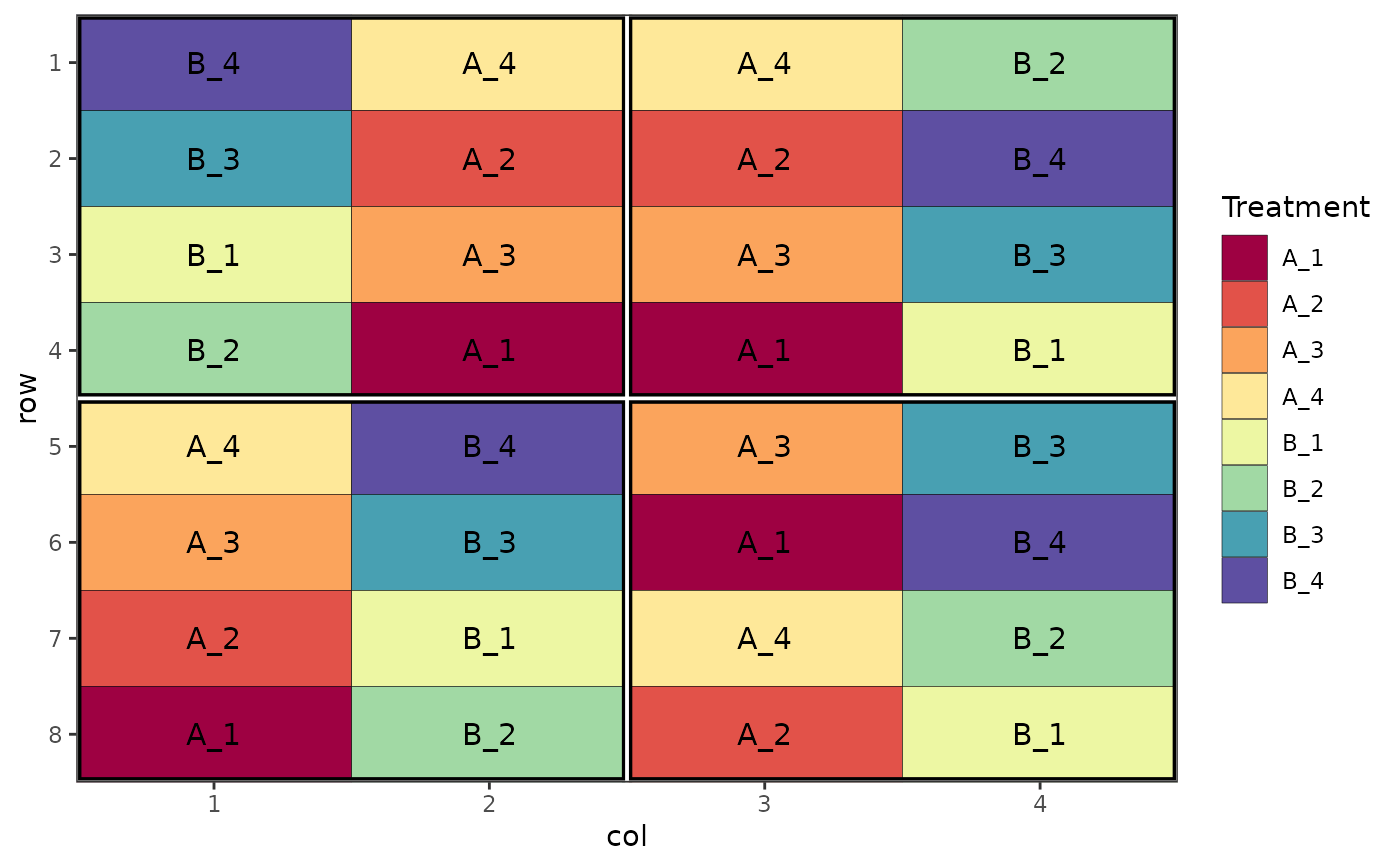 1 B_4 A_4 A_4 B_2
2 B_3 A_2 A_2 B_4
3 B_1 A_3 A_3 B_3
4 B_2 A_1 A_1 B_1
row
5 A_4 B_4 A_3 B_3
6 A_3 B_3 A_1 B_4
7 A_2 B_1 A_4 B_2
8 A_1 B_2 A_2 B_1
1 2 3 4
col
Treatment
A_1
A_2
A_3
A_4
B_1
B_2
B_3
B_4